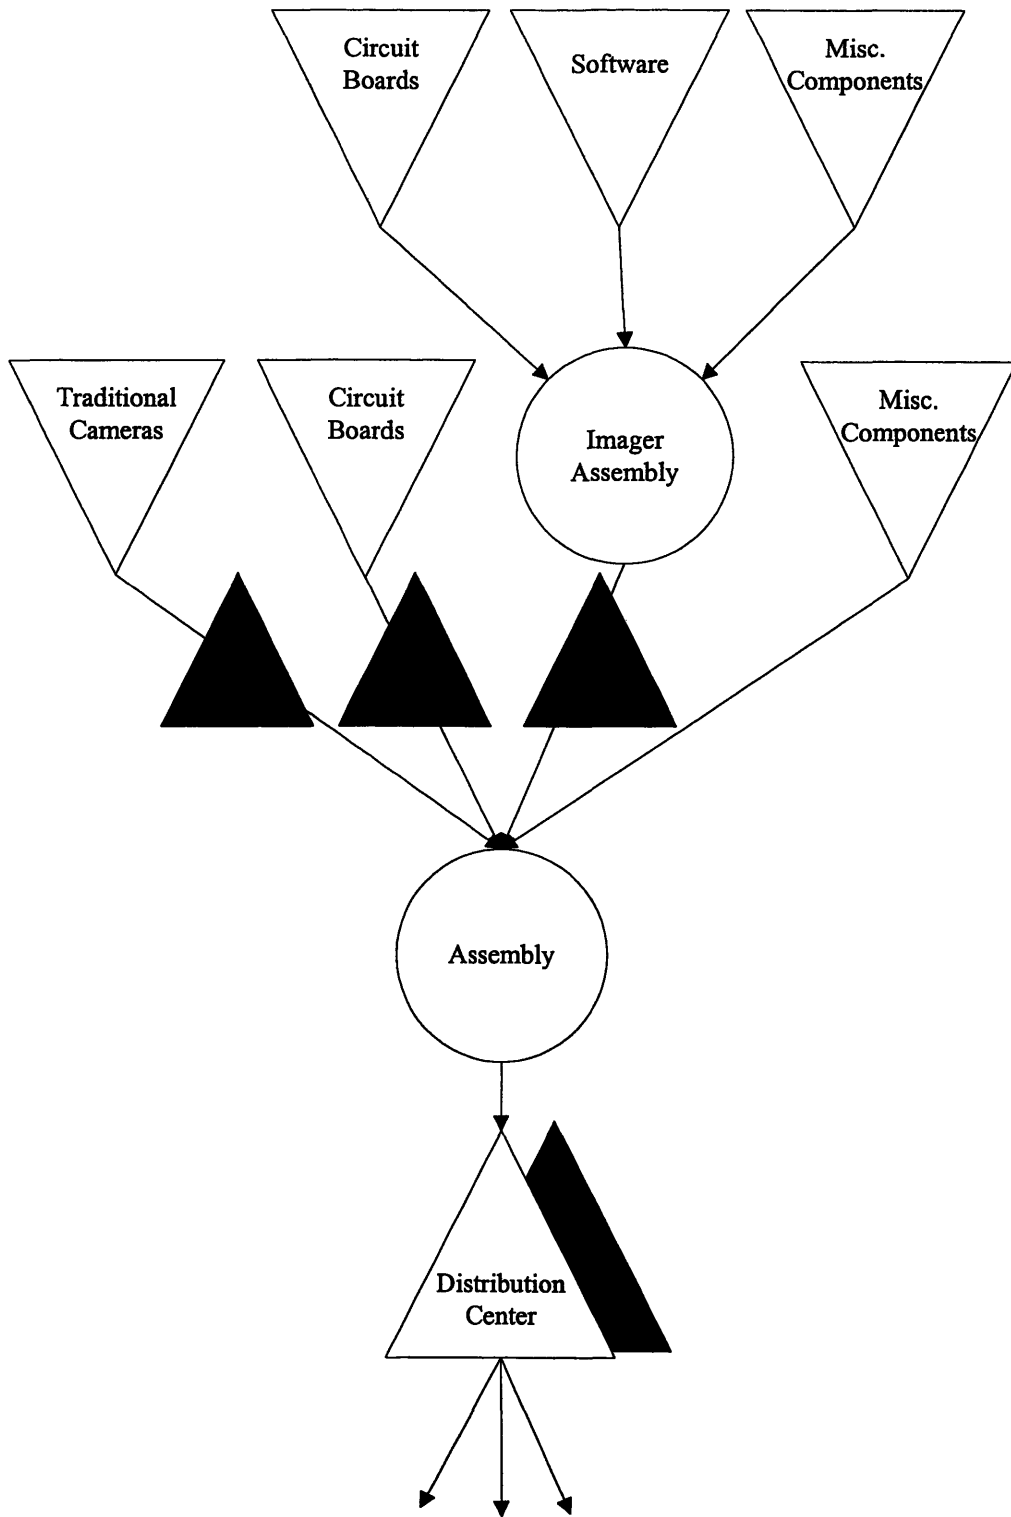 Circuit
Boards
Software
Misc.
Components
Traditional
Cameras
Circuit
Boards
Imager
Assembly
Misc.
Components
Assembly
Distribution
Center